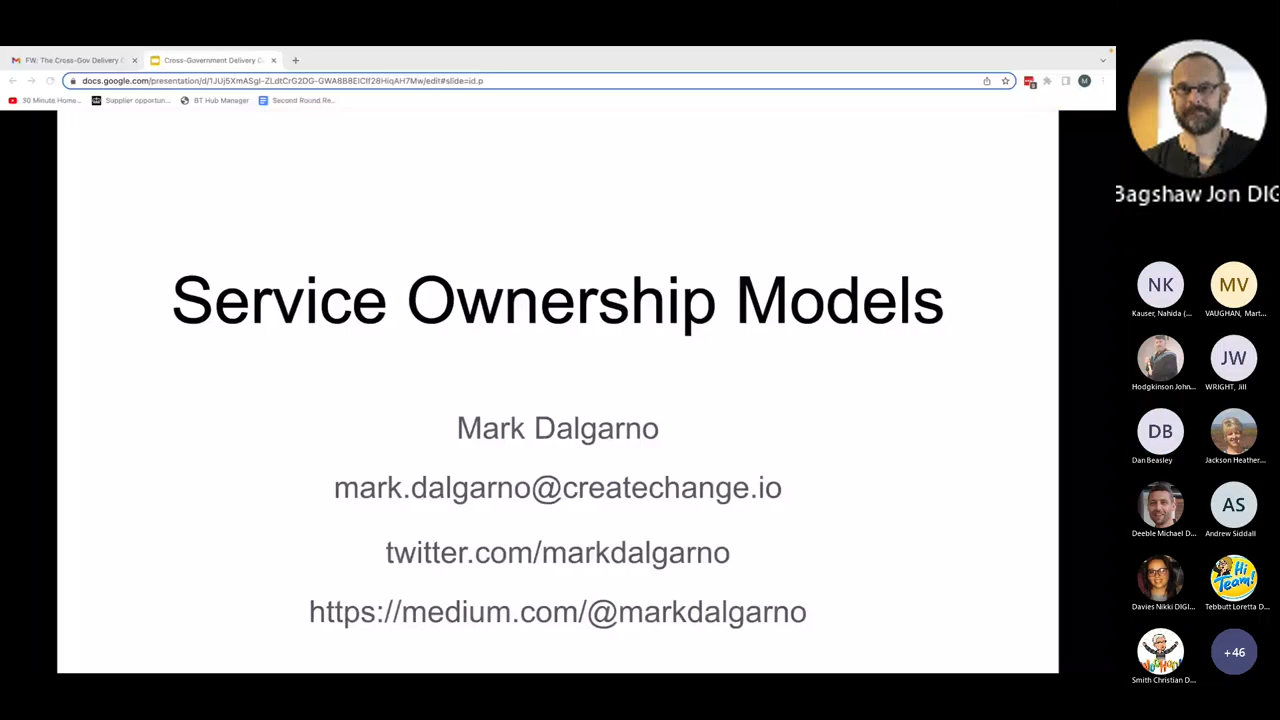 FW: The Cross-Gov Delivery C
Cross-Government Delivery C
docs.google.com/presentation/d/1JUj5XmASgI-ZLdtCrG2DG-GWA8B8EICff28HiqAH7Mw/edit#slide=id.p
M
30 Minute Home...
Supplier opportun...
BT Hub Manager
Second Round Re...
Service Ownership Models
Mark Dalgarno
mark.dalgarno@createchange.io
twitter.com/markdalgarno
https://medium.com/@markdalgarno
Bagshaw Jon DIG
NK
MV
Kauser, Nahida (...
VAUGHAN, Mart...
JW
Hodgkinson John...
WRIGHT, Jill
DB
Dan Beasley
Jackson Heather...
AS
Deeble Michael D...
Andrew Siddall
Hi
Team!
Davies Nikki DIGI...
Tebbutt Loretta D...
+46
Smith Christian D...